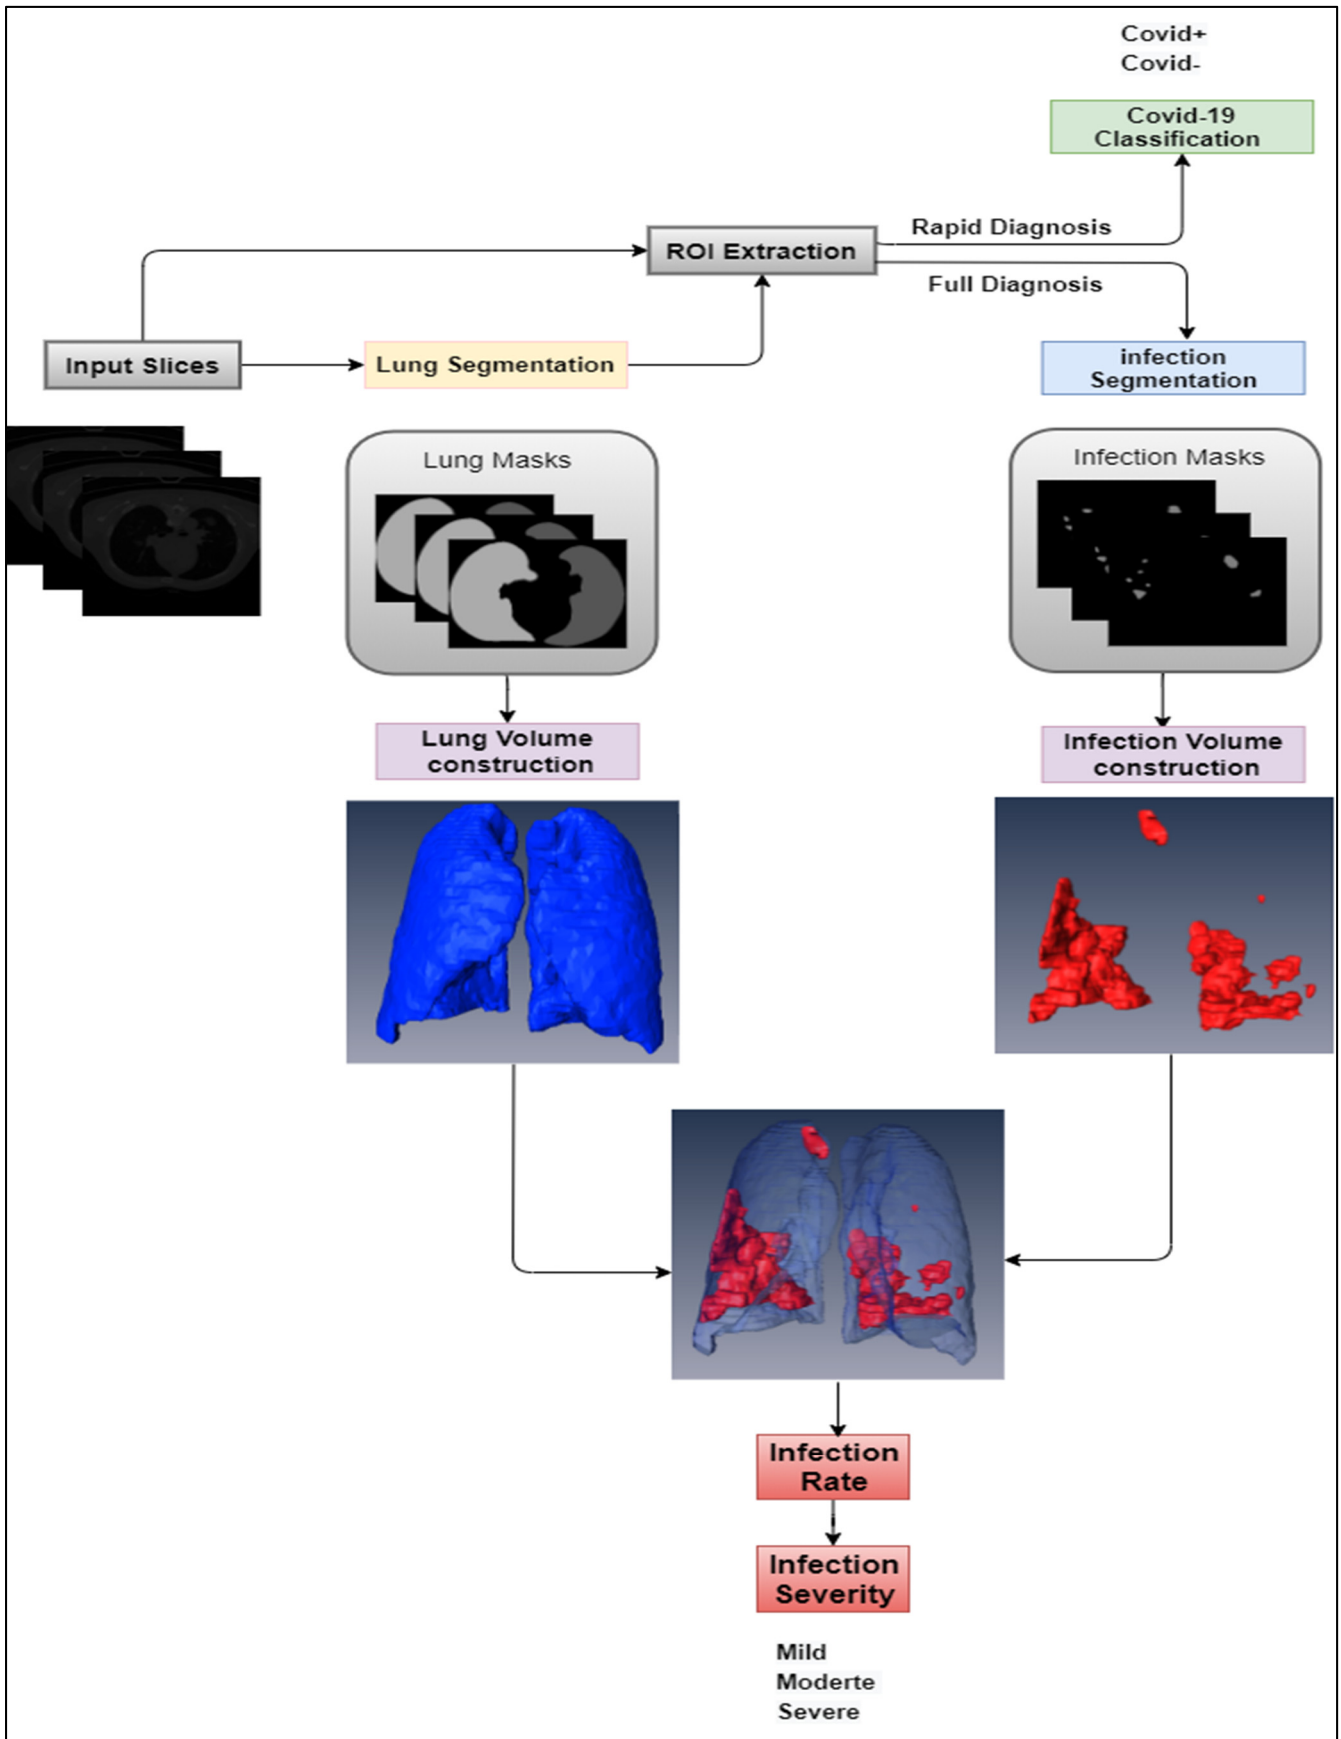 Covid+
Covid-
Covid-19
Classification
Rapid Diagnosis
ROI Extraction
Full Diagnosis
Input Slices
Lung Segmentation
infection
Segmentation
Lung Masks
Infection Masks
Lung Volume
construction
Infection Volume
construction
Infection
Rate
Infection
Severity
Mild
Moderte
Severe